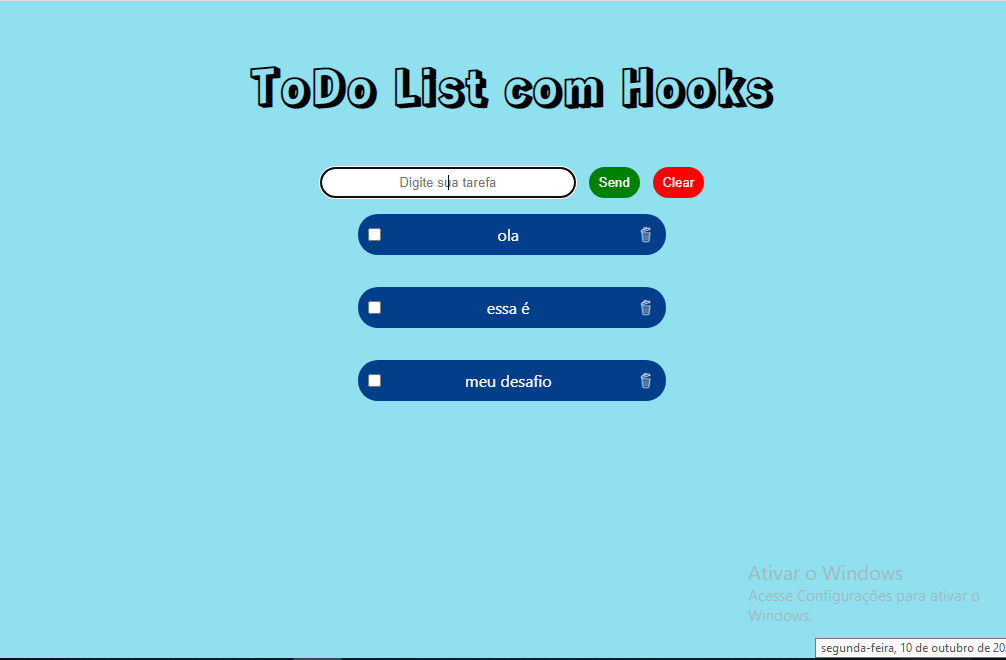 ToDo List com Hooks
Digite sua tarefa
Send
Clear
ola
essa é
meu desafio
Ativar o Windows
Acesse Configurações para ativar o
Windows.
segunda-feira, 10 de outubro de 20